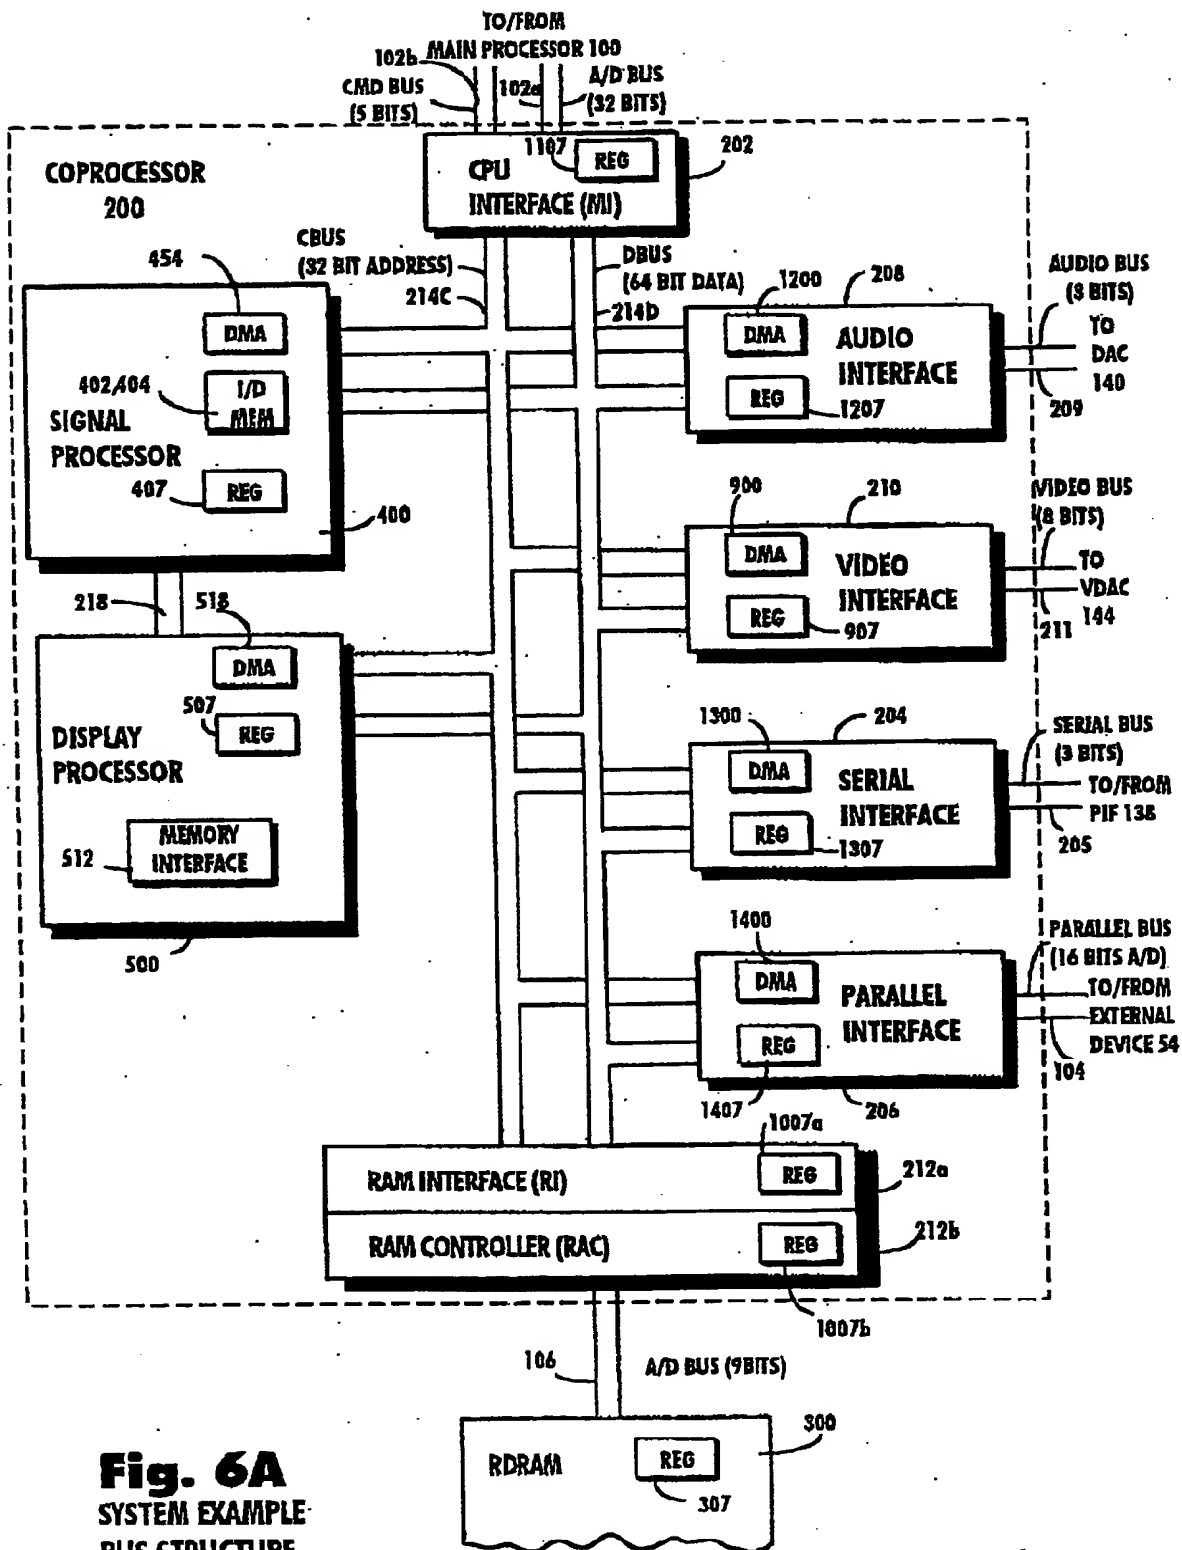 TO/FROM
MAIN PROCESSOR 100
102b
CMD BUS
(5 BITS)
102a
A/D BUS
(32 BITS)
COPROCESSOR
200
1107
REG
CPU
INTERFACE (MI)
202
CBUS
(32 BIT ADDRESS)
214C
DBUS
(64 BIT DATA)
214D
454
DMA
402,404
I/D
MEM
SIGNAL
PROCESSOR
407
REG
400
1200
208
DMA
AUDIO
INTERFACE
REG
1207
AUDIO BUS
(3 BITS)
TO
DAC
140
209
900
210
DMA
VIDEO
INTERFACE
REG
907
VIDEO BUS
(8 BITS)
TO
VDAC
144
211
218
518
DMA
507
REG
DISPLAY
PROCESSOR
MEMORY
INTERFACE
512
500
1300
204
DMA
SERIAL
INTERFACE
REG
1307
SERIAL BUS
(3 BITS)
TO/FROM
PIF 138
205
1400
DMA
PARALLEL
INTERFACE
REG
1407
206
PARALLEL BUS
(16 BITS A/D)
TO/FROM
EXTERNAL
DEVICE 54
104
1007a
RAM INTERFACE (RI)
REG
212a
RAM CONTROLLER (RAC)
REG
212b
1007b
106
A/D BUS (9BITS)
RDRAM
REG
300
307
Fig. 6A
SYSTEM EXAMPLE
BUS STRUCTURE